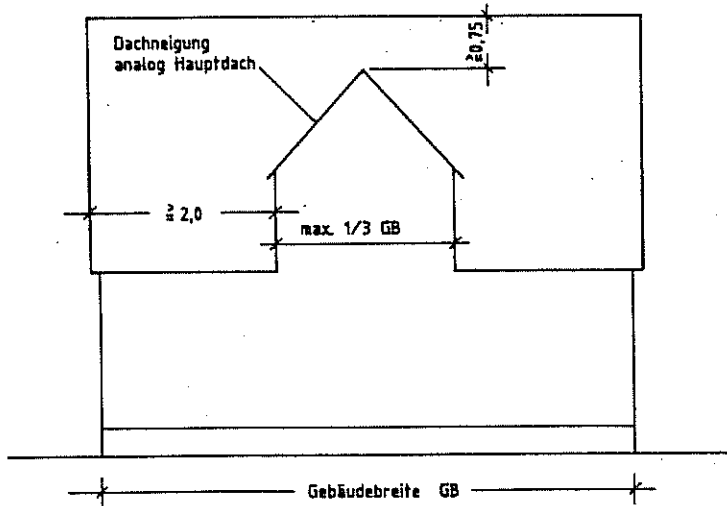 Dachneigung
analog Hauptdach
≧0,75
≧ 2,0
max. 1/3 GB
Gebäudebreite GB